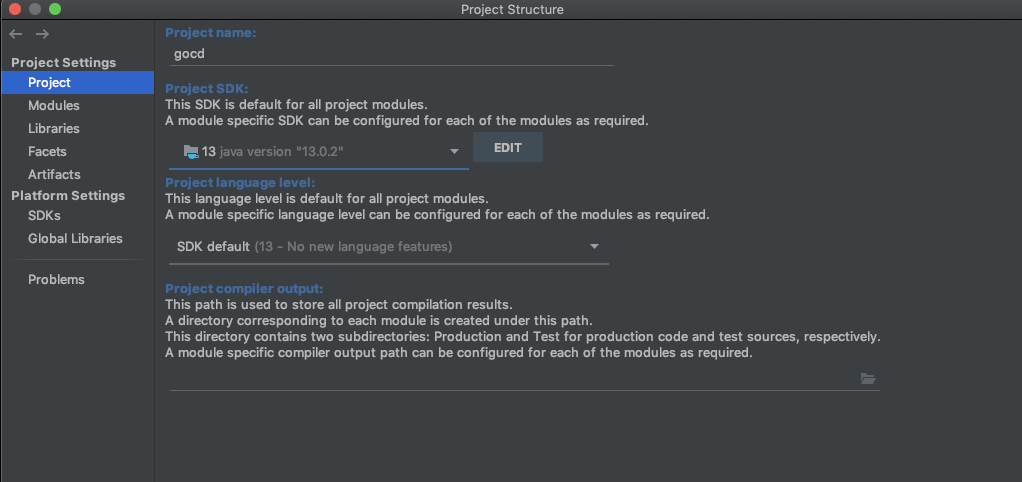 Project Structure
Project Settings
Project
Modules
Libraries
Facets
Artifacts
Platform Settings
SDKs
Global Libraries
Problems
Project name:
gocd
Project SDK:
This SDK is default for all project modules.
A module specific SDK can be configured for each of the modules as required.
13 java version "13.0.2"
EDIT
Project language level:
This language level is default for all project modules.
A module specific language level can be configured for each of the modules as required.
SDK default (13 - No new language features)
Project compiler output:
This path is used to store all project compilation results.
A directory corresponding to each module is created under this path.
This directory contains two subdirectories: Production and Test for production code and test sources, respectively.
A module specific compiler output path can be configured for each of the modules as required.